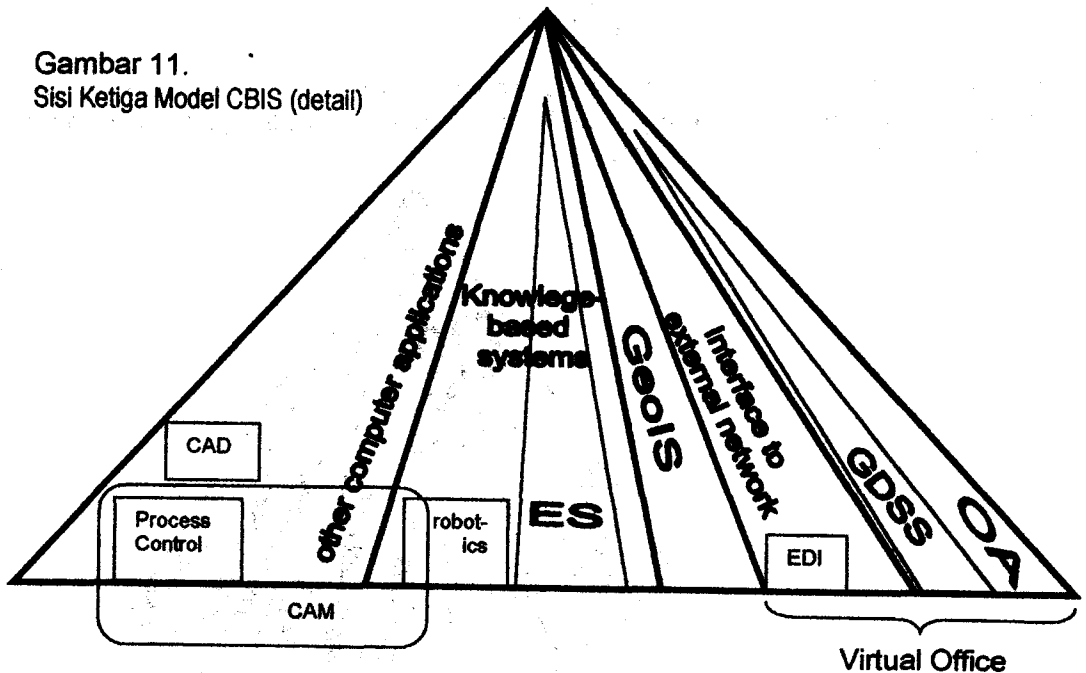 Gambar 11.
Sisi Ketiga Model CBIS (detail)
other computer applications
Knowlege-
based
systems
GeoIS
Interface to
external network
GDSS
OA
CAD
Process
Control
robot-
ics
ES
EDI
CAM
Virtual Office